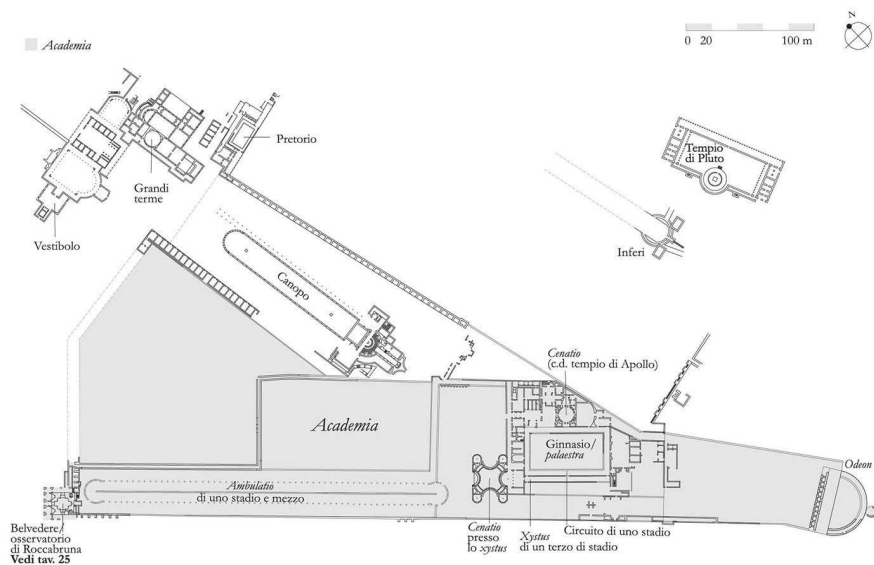 N
0 20 100 m
Academia
Pretorio
Tempio
di Pluto
Grandi
terme
Vestibolo
Inferi
Canopo
Cenatio
(c.d. tempio di Apollo)
Academia
Ginnasio/
palaestra
Odeon
Ambulatio
di uno stadio e mezzo
Belvedere/
osservatorio
di Roccabruna
Vedi tav. 25
Cenatio
presso
lo xystus
Xystus
di un terzo di stadio
Circuito di uno stadio